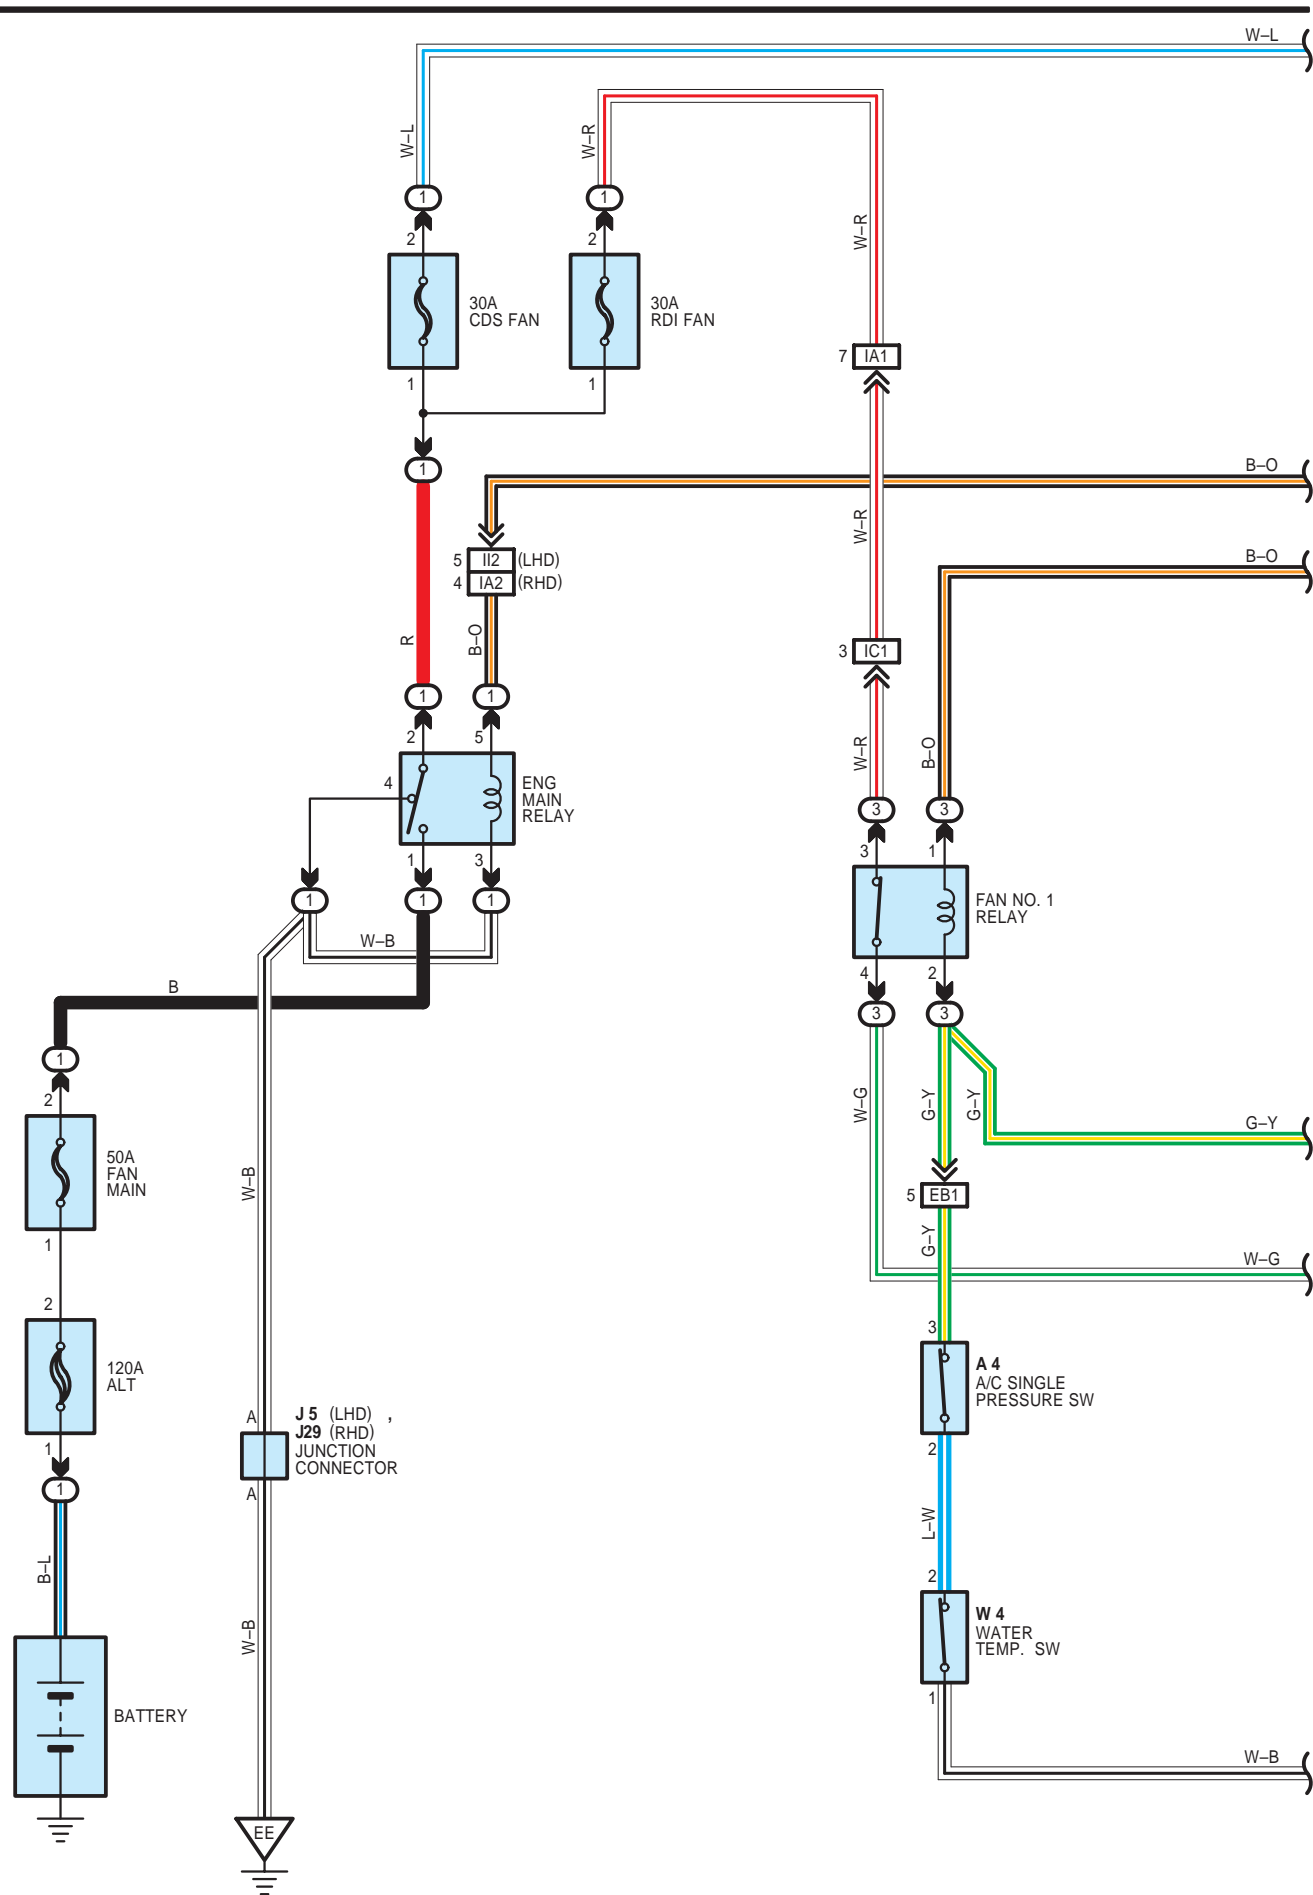 W–L
W–L
W–R
1
1
2
2
W–R
30A
CDS FAN
30A
RDI FAN
7
IA1
1
1
1
B–O
W–R
B–O
5
II2
(LHD)
4
IA2
(RHD)
R
B–O
3
IC1
1
1
2
5
W–R
B–O
4
ENG
MAIN
RELAY
3
3
3
1
1
3
1
1
1
FAN NO. 1
RELAY
W–B
4
2
B
3
3
1
2
W–G
G–Y
G–Y
G–Y
50A
FAN
MAIN
W–B
5
EB1
1
G–Y
W–G
2
3
120A
ALT
A 4
A/C SINGLE
PRESSURE SW
A
J 5 (LHD) ,
J29 (RHD)
JUNCTION
CONNECTOR
1
2
1
A
L–W
B–L
2
W–B
W 4
WATER
TEMP. SW
1
BATTERY
W–B
EE